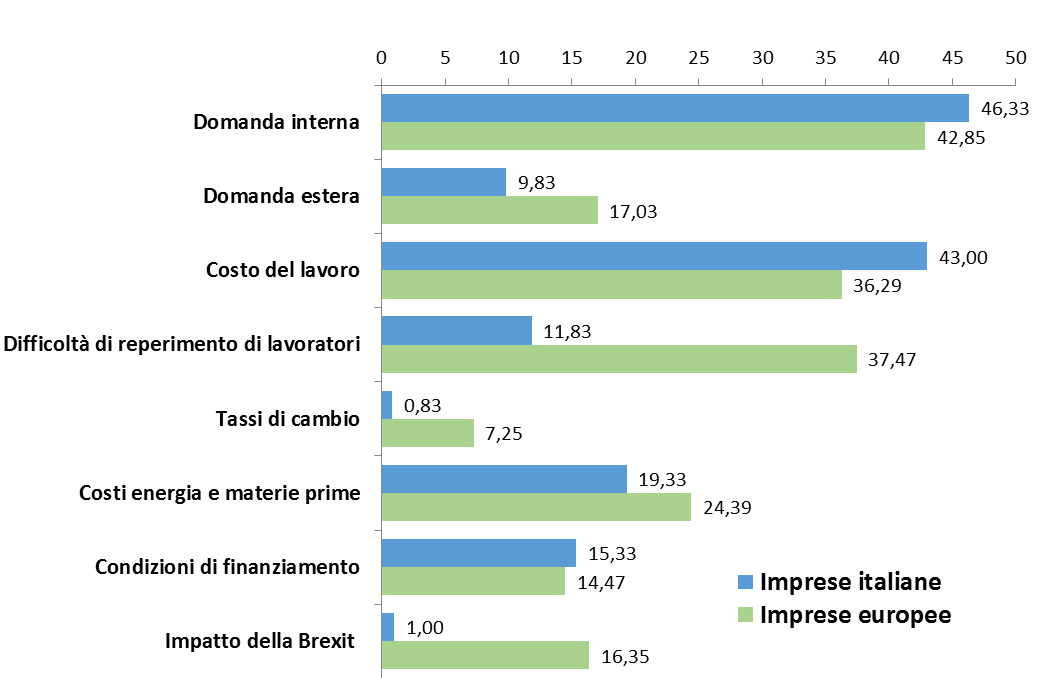 0 5 10 15 20 25 30 35 40 45 50
Domanda interna
46,33
42,85
Domanda estera
9,83
17,03
Costo del lavoro
43,00
36,29
Difficoltà di reperimento di lavoratori
11,83
37,47
Tassi di cambio
0,83
7,25
Costi energia e materie prime
19,33
24,39
Condizioni di finanziamento
15,33
14,47
Impatto della Brexit
1,00
16,35
Imprese italiane
Imprese europee